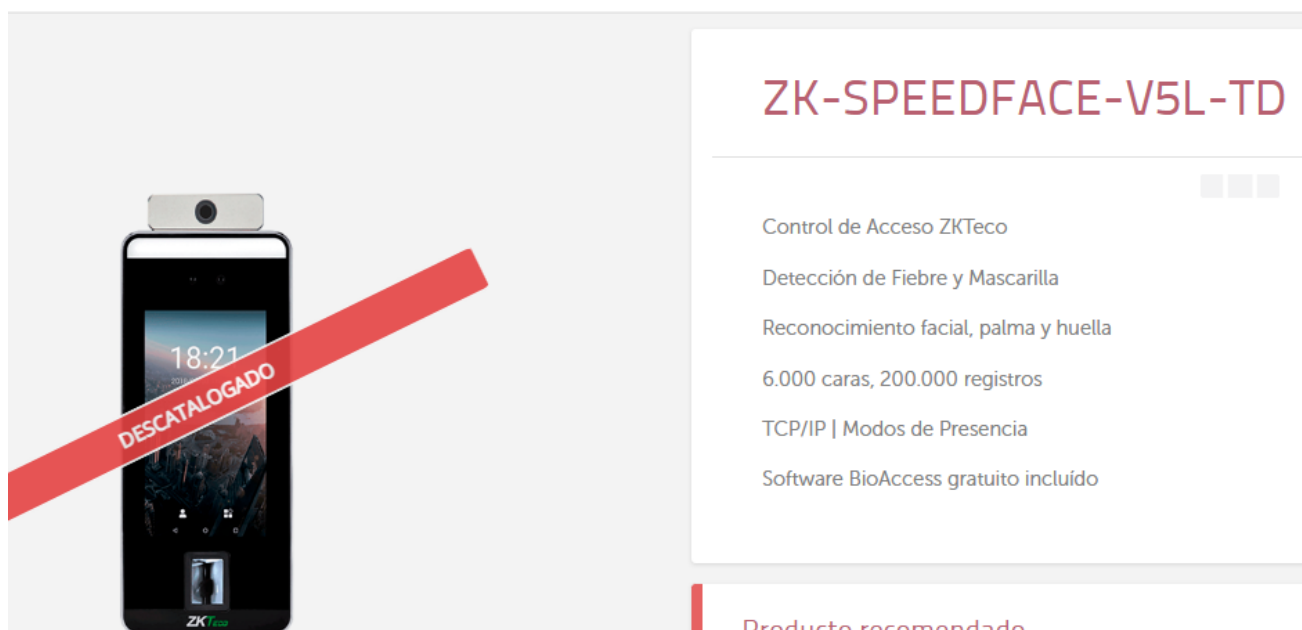 ZK-SPEEDFACE-V5L-TD
Control de Acceso ZKTeco
Detección de Fiebre y Mascarilla
Reconocimiento facial, palma y huella
6.000 caras, 200.000 registros
TCP/IP | Modos de Presencia
Software BioAccess gratuito incluído
18:21
DESCATALOGADO
ZKTeco
Producto recomendado